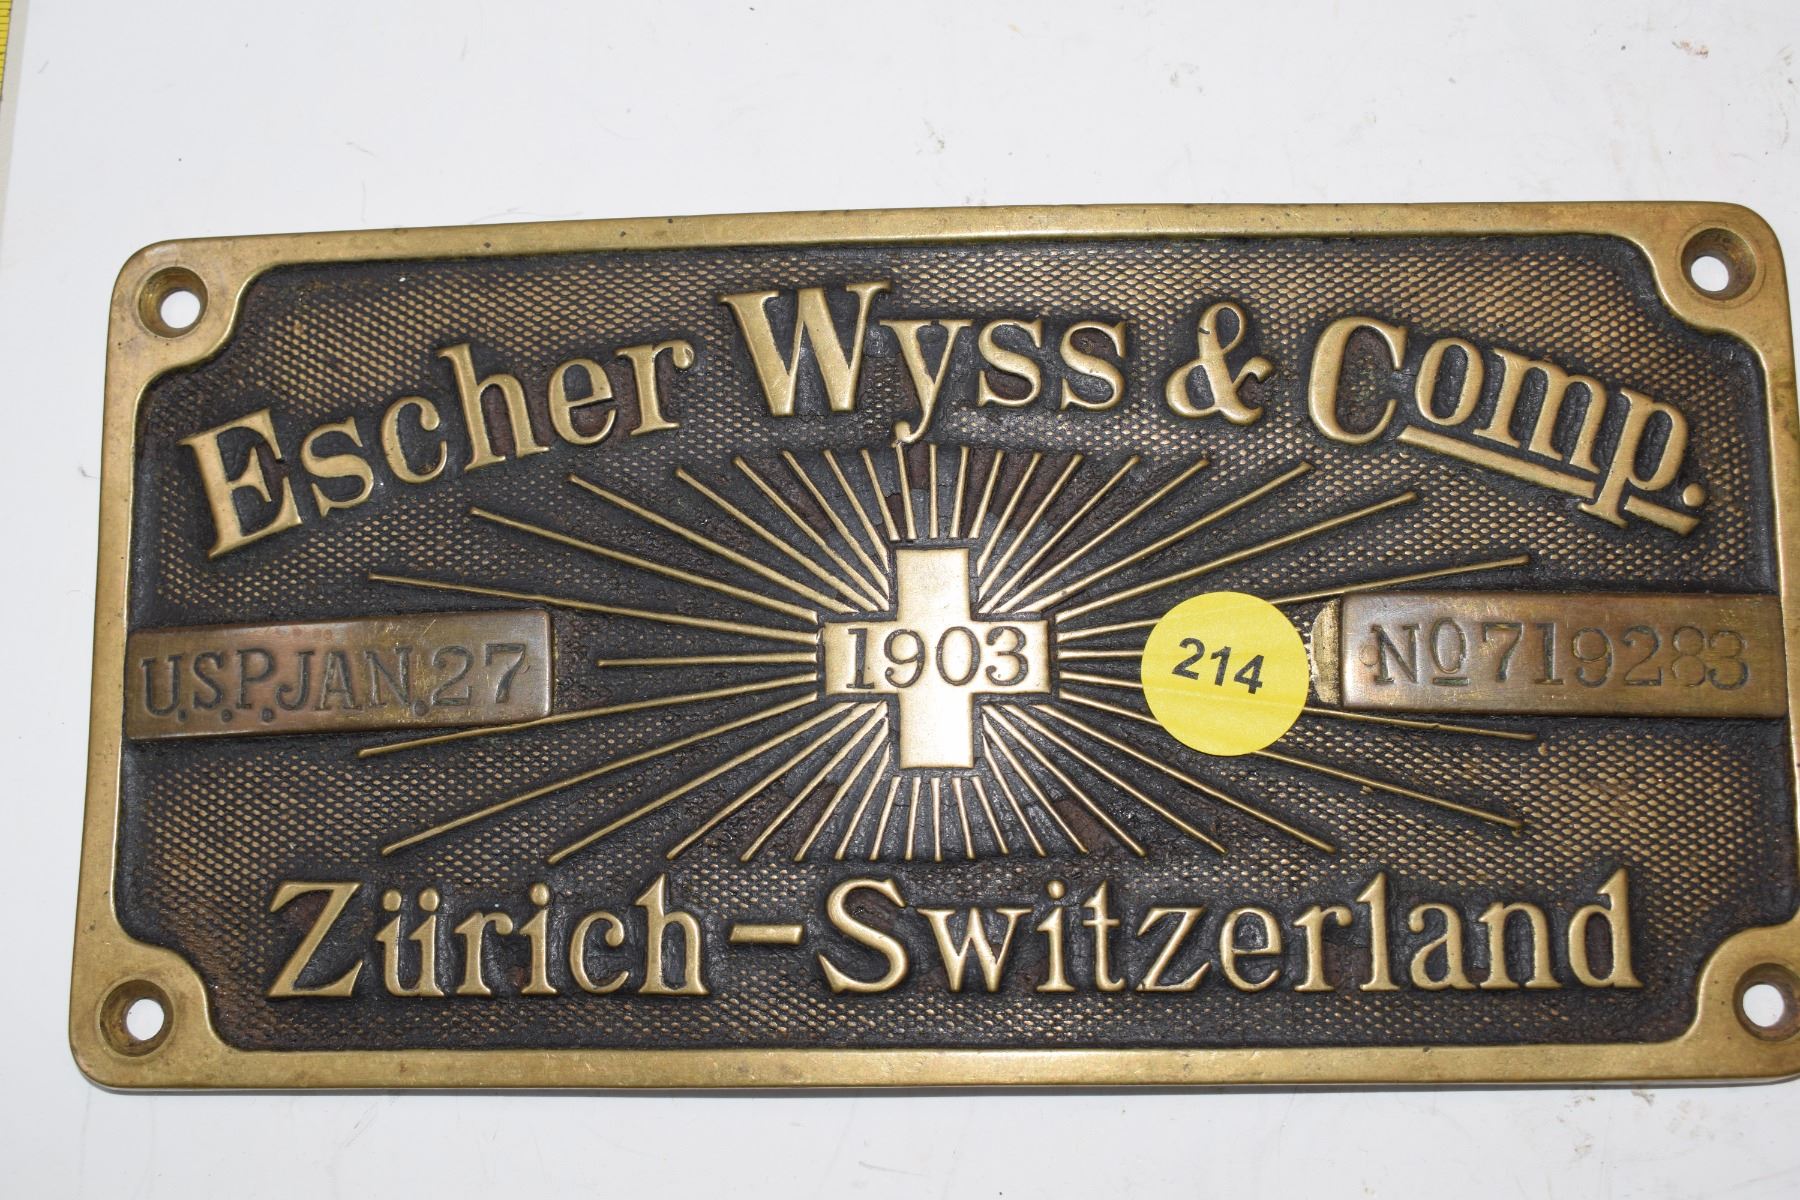 Escher Wyss & Comp.
U.S.P. JAN. 27
1903
214
No 719283
Zürich-Switzerland